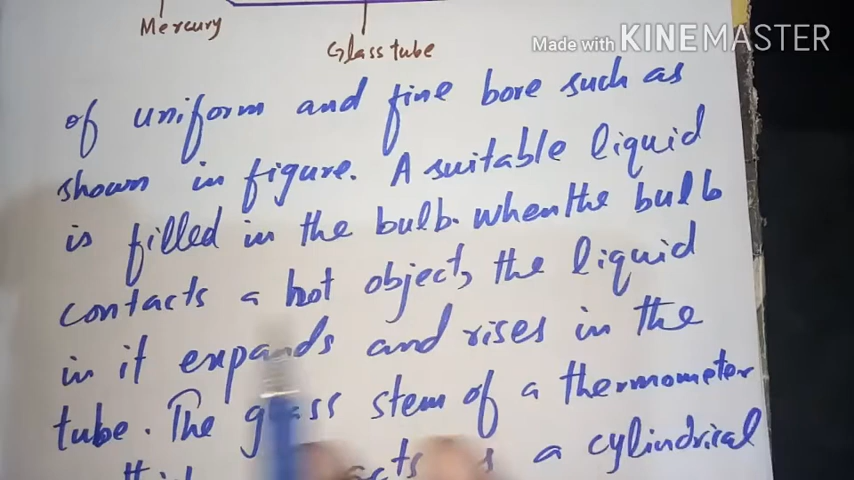 Mercury
Glass tube
Made with KINEMASTER
of uniform and fine bore such as
shown in figure. A suitable liquid
is filled in the bulb. when the bulb
contacts a hot object, the liquid
in it expands and rises in the
tube. The glass stem of a thermometer
a cylindrical